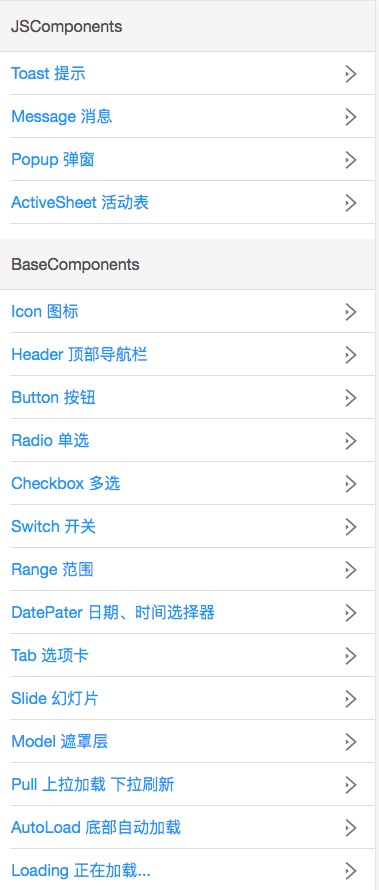 JSComponents
Toast 提示
Message 消息
Popup 弹窗
ActiveSheet 活动表
BaseComponents
Icon 图标
Header 顶部导航栏
Button 按钮
Radio 单选
Checkbox 多选
Switch 开关
Range 范围
DatePater 日期、时间选择器
Tab 选项卡
Slide 幻灯片
Model 遮罩层
Pull 上拉加载 下拉刷新
AutoLoad 底部自动加载
Loading 正在加载...